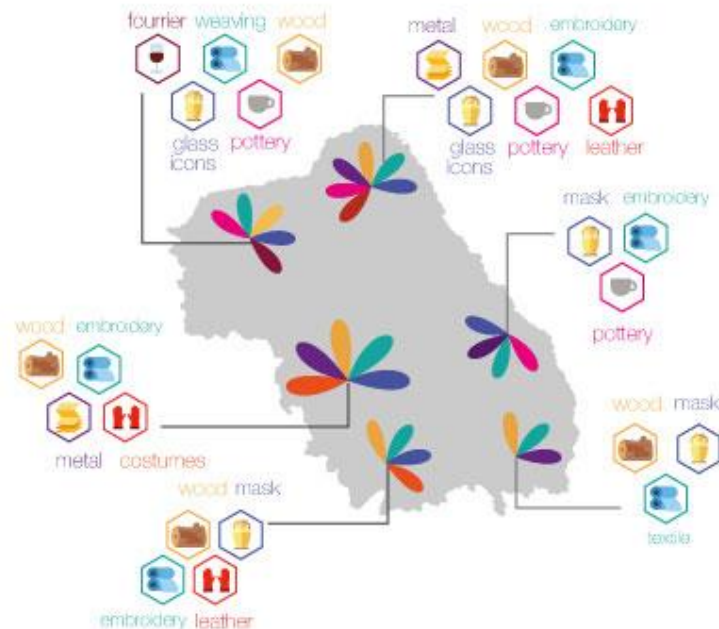 fourrier weaving wood
glass
icons
pottery
metal wood embroidery
glass
icons
pottery
leather
mask embroidery
pottery
wood embroidery
metal costumes
wood mask
textile
wood mask
embroidery leather